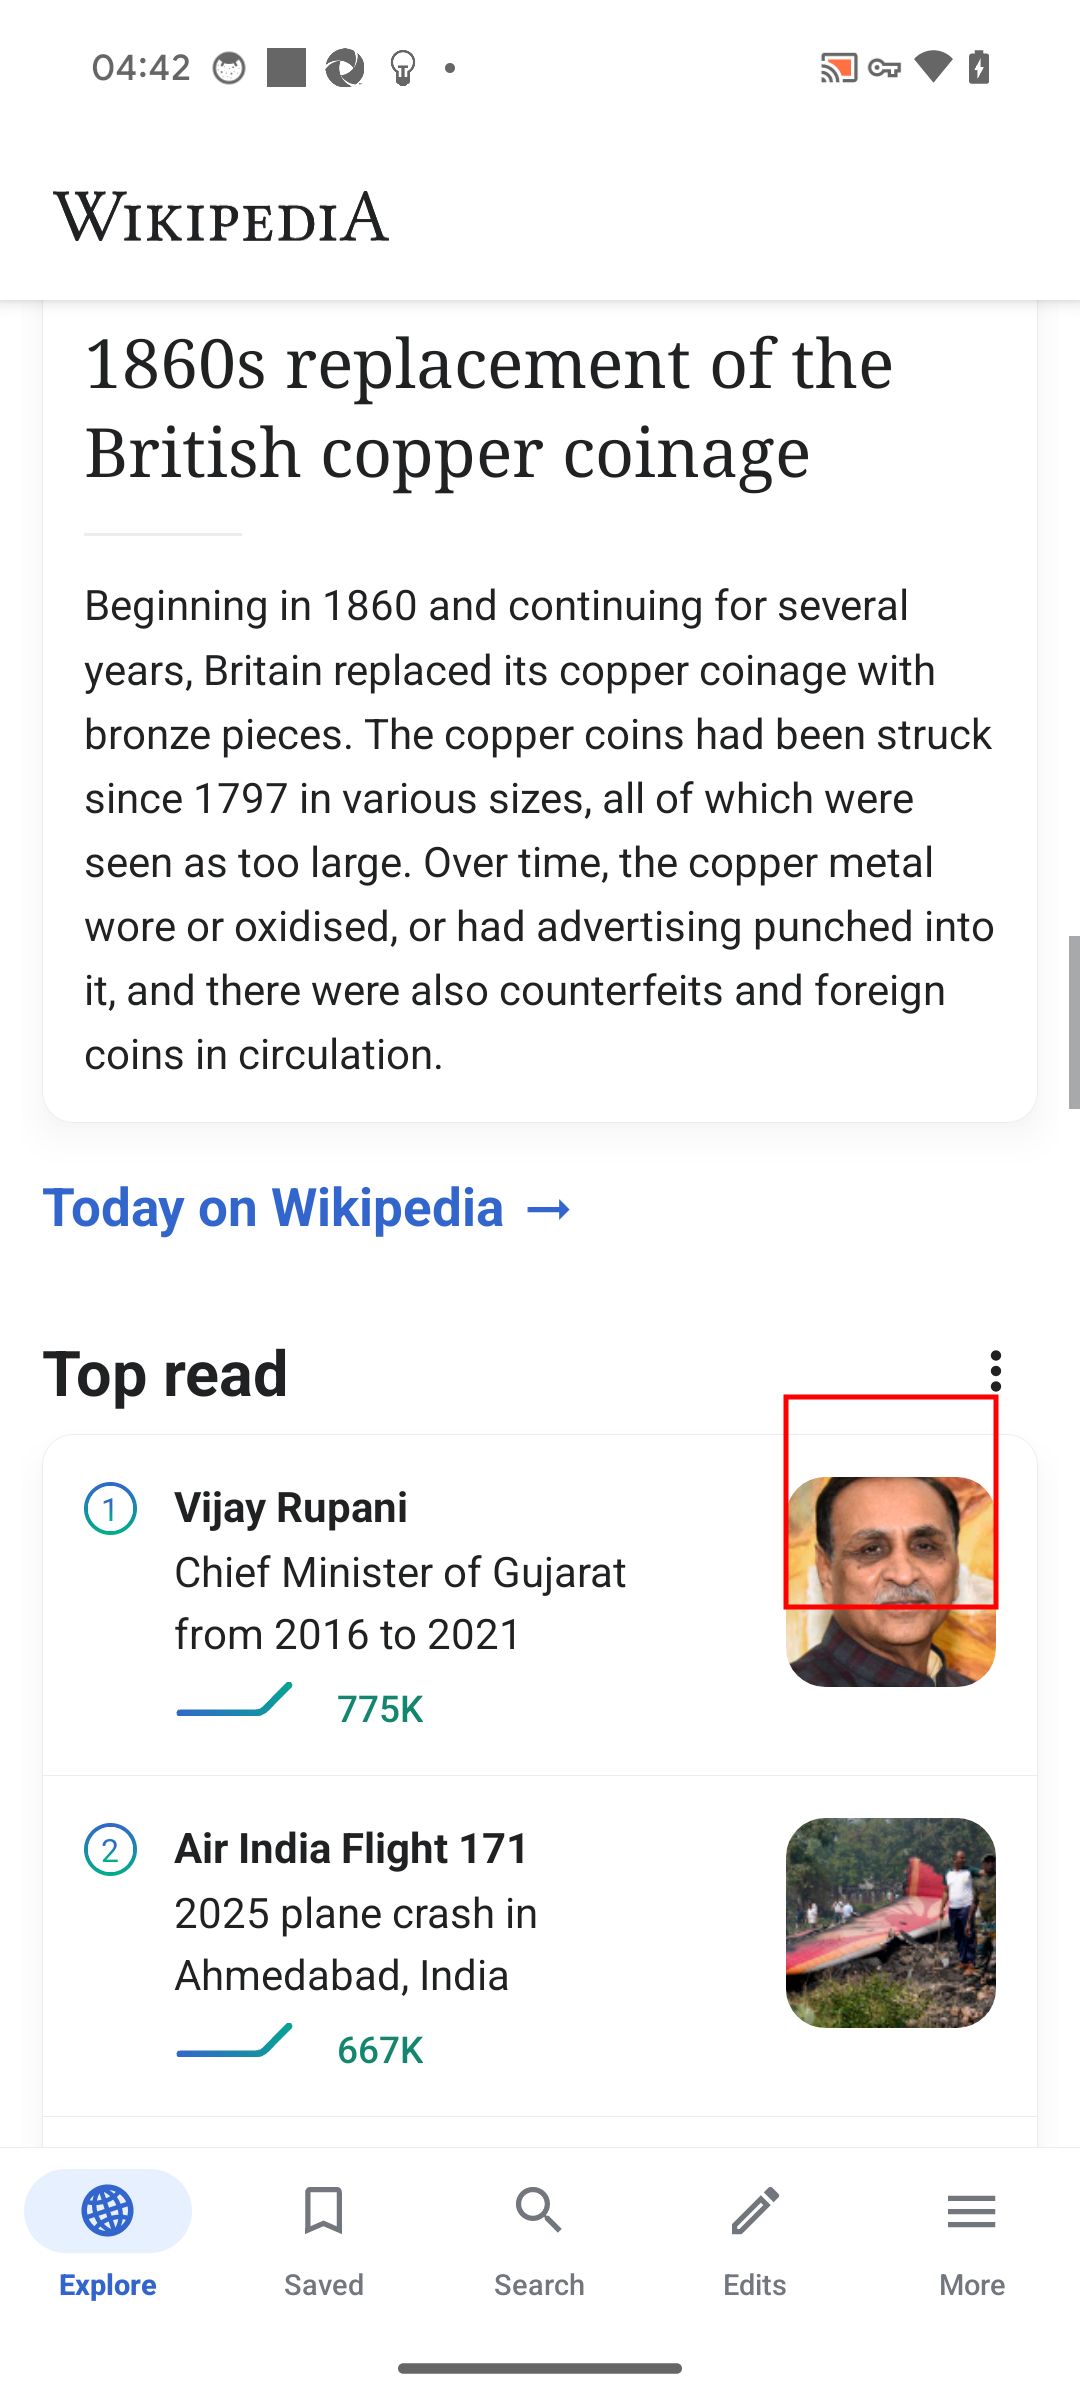 04:42
WIKIPEDIA
1860s replacement of the
British copper coinage
Beginning in 1860 and continuing for several
years, Britain replaced its copper coinage with
bronze pieces. The copper coins had been struck
since 1797 in various sizes, all of which were
seen as too large. Over time, the copper metal
wore or oxidised, or had advertising punched into
it, and there were also counterfeits and foreign
coins in circulation.
Today on Wikipedia →
Top read
1 Vijay Rupani
Chief Minister of Gujarat
from 2016 to 2021
775K
2 Air India Flight 171
2025 plane crash in
Ahmedabad, India
667K
Explore Saved Search Edits More